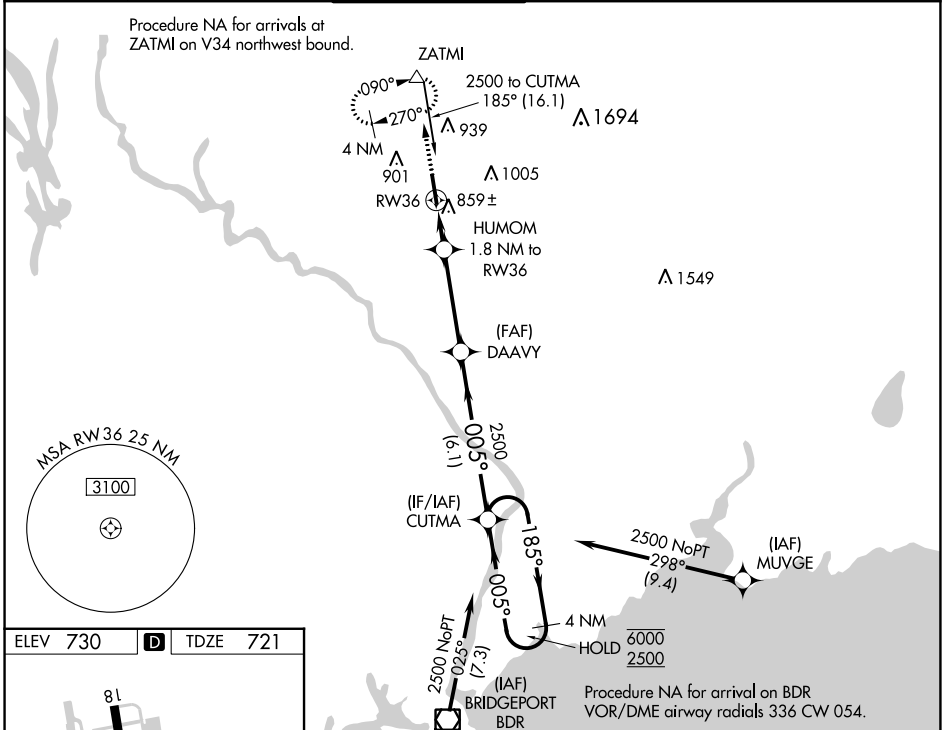 Procedure NA for arrivals at
ZATMI on V34 northwest bound.
ZATMI
090°
2500 to CUTMA
185° (16.1)
270°
4 NM
939
1694
901
1005
RW36
859 ±
HUMOM
1.8 NM to
RW36
1549
(FAF)
DAAVY
MSA RW36 25 NM
3100
2500
005°
(6.1)
(IF/IAF)
CUTMA
185°
005°
2500 NoPT
298°
(9.4)
(IAF)
MUVGE
4 NM
HOLD
6000
2500
2500 NoPT
025°
(7.3)
(IAF)
BRIDGEPORT
BDR
Procedure NA for arrival on BDR
VOR/DME airway radials 336 CW 054.
ELEV 730 D TDZE 721
18